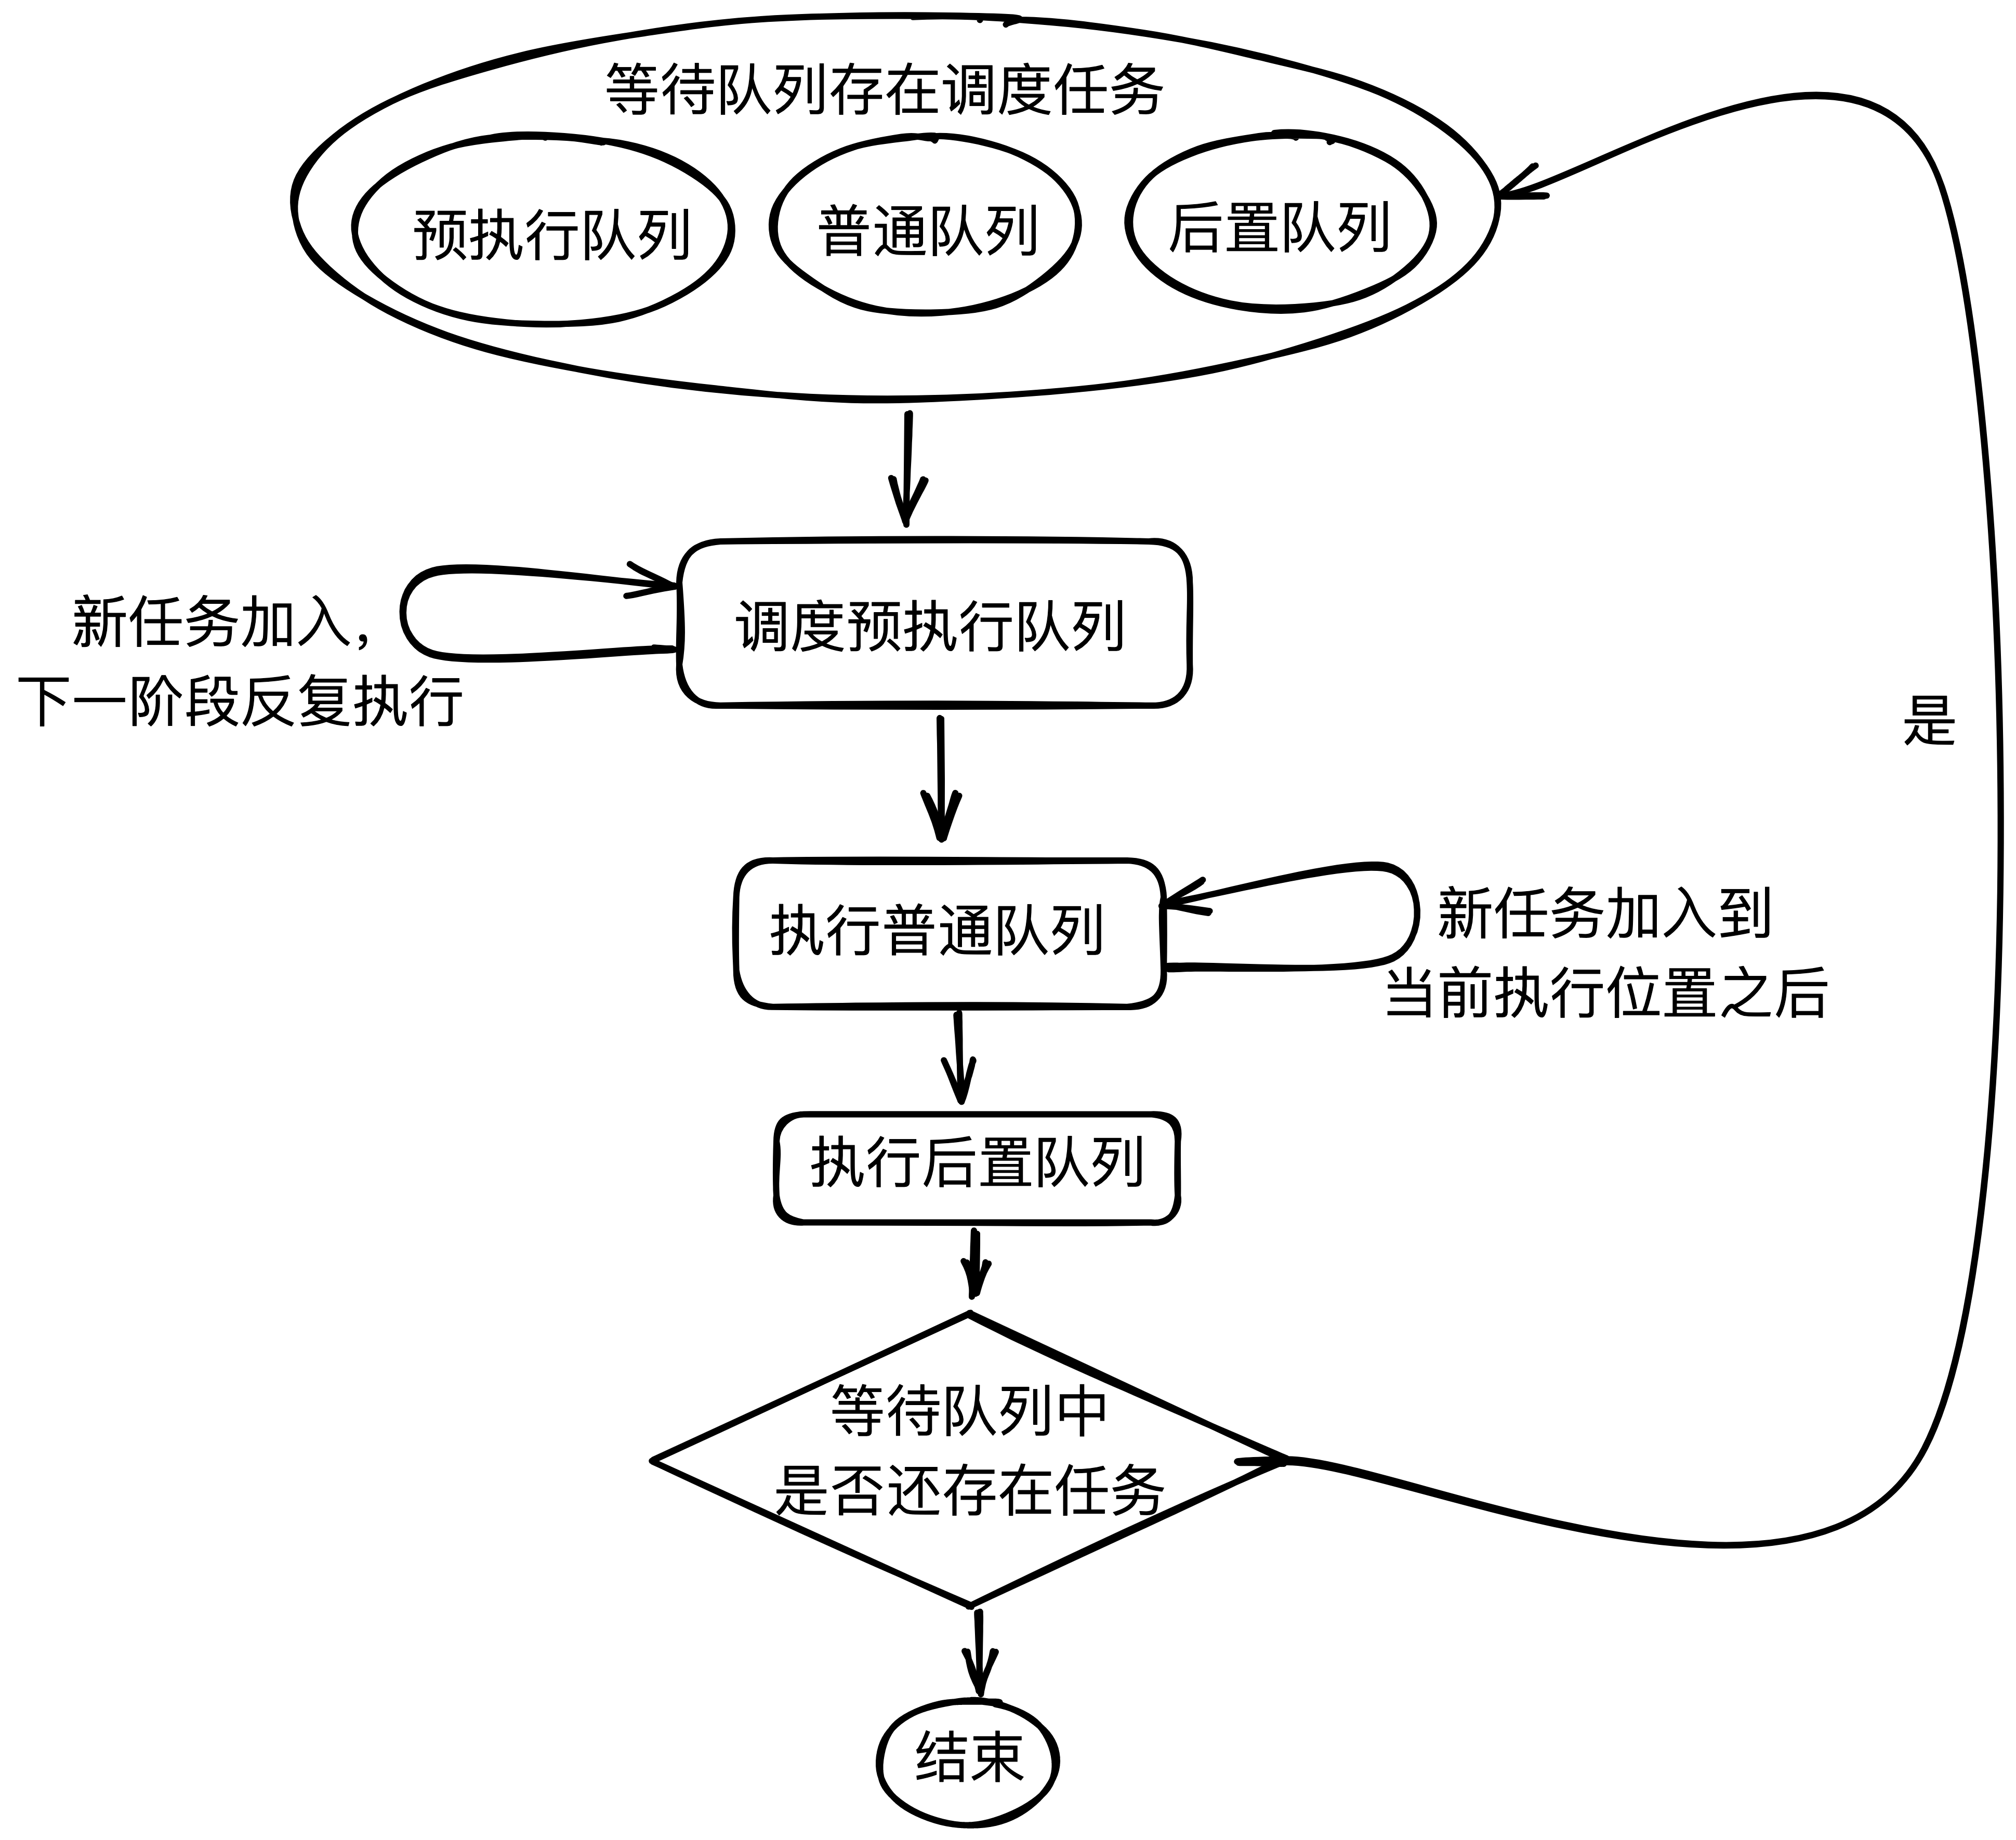 等待队列存在调度任务
预执行队列
普通队列
后置队列
新任务加入，
下一阶段反复执行
调度预执行队列
是
执行普通队列
新任务加入到
当前执行位置之后
执行后置队列
等待队列中
是否还存在任务
结束